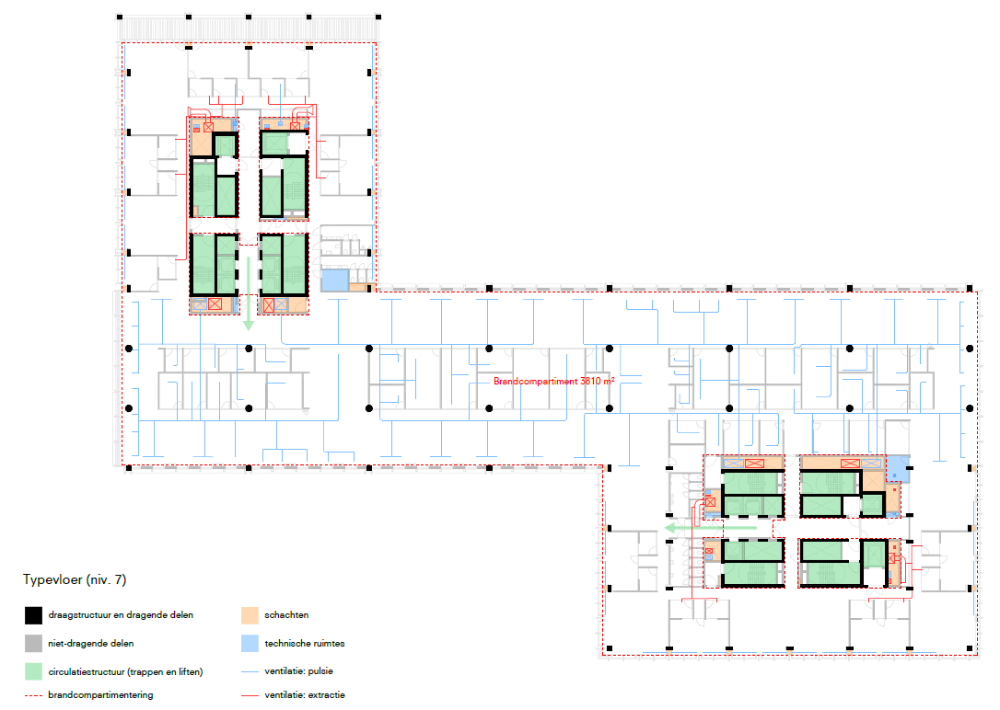 Brandcompartiment 3810 m²
Typevloer (niv. 7)
draagstructuur en dragende delen
niet-dragende delen
circulatiestructuur (trappen en liften)
brandcompartimentering
schachten
technische ruimtes
ventilatie: pulsie
ventilatie: extractie